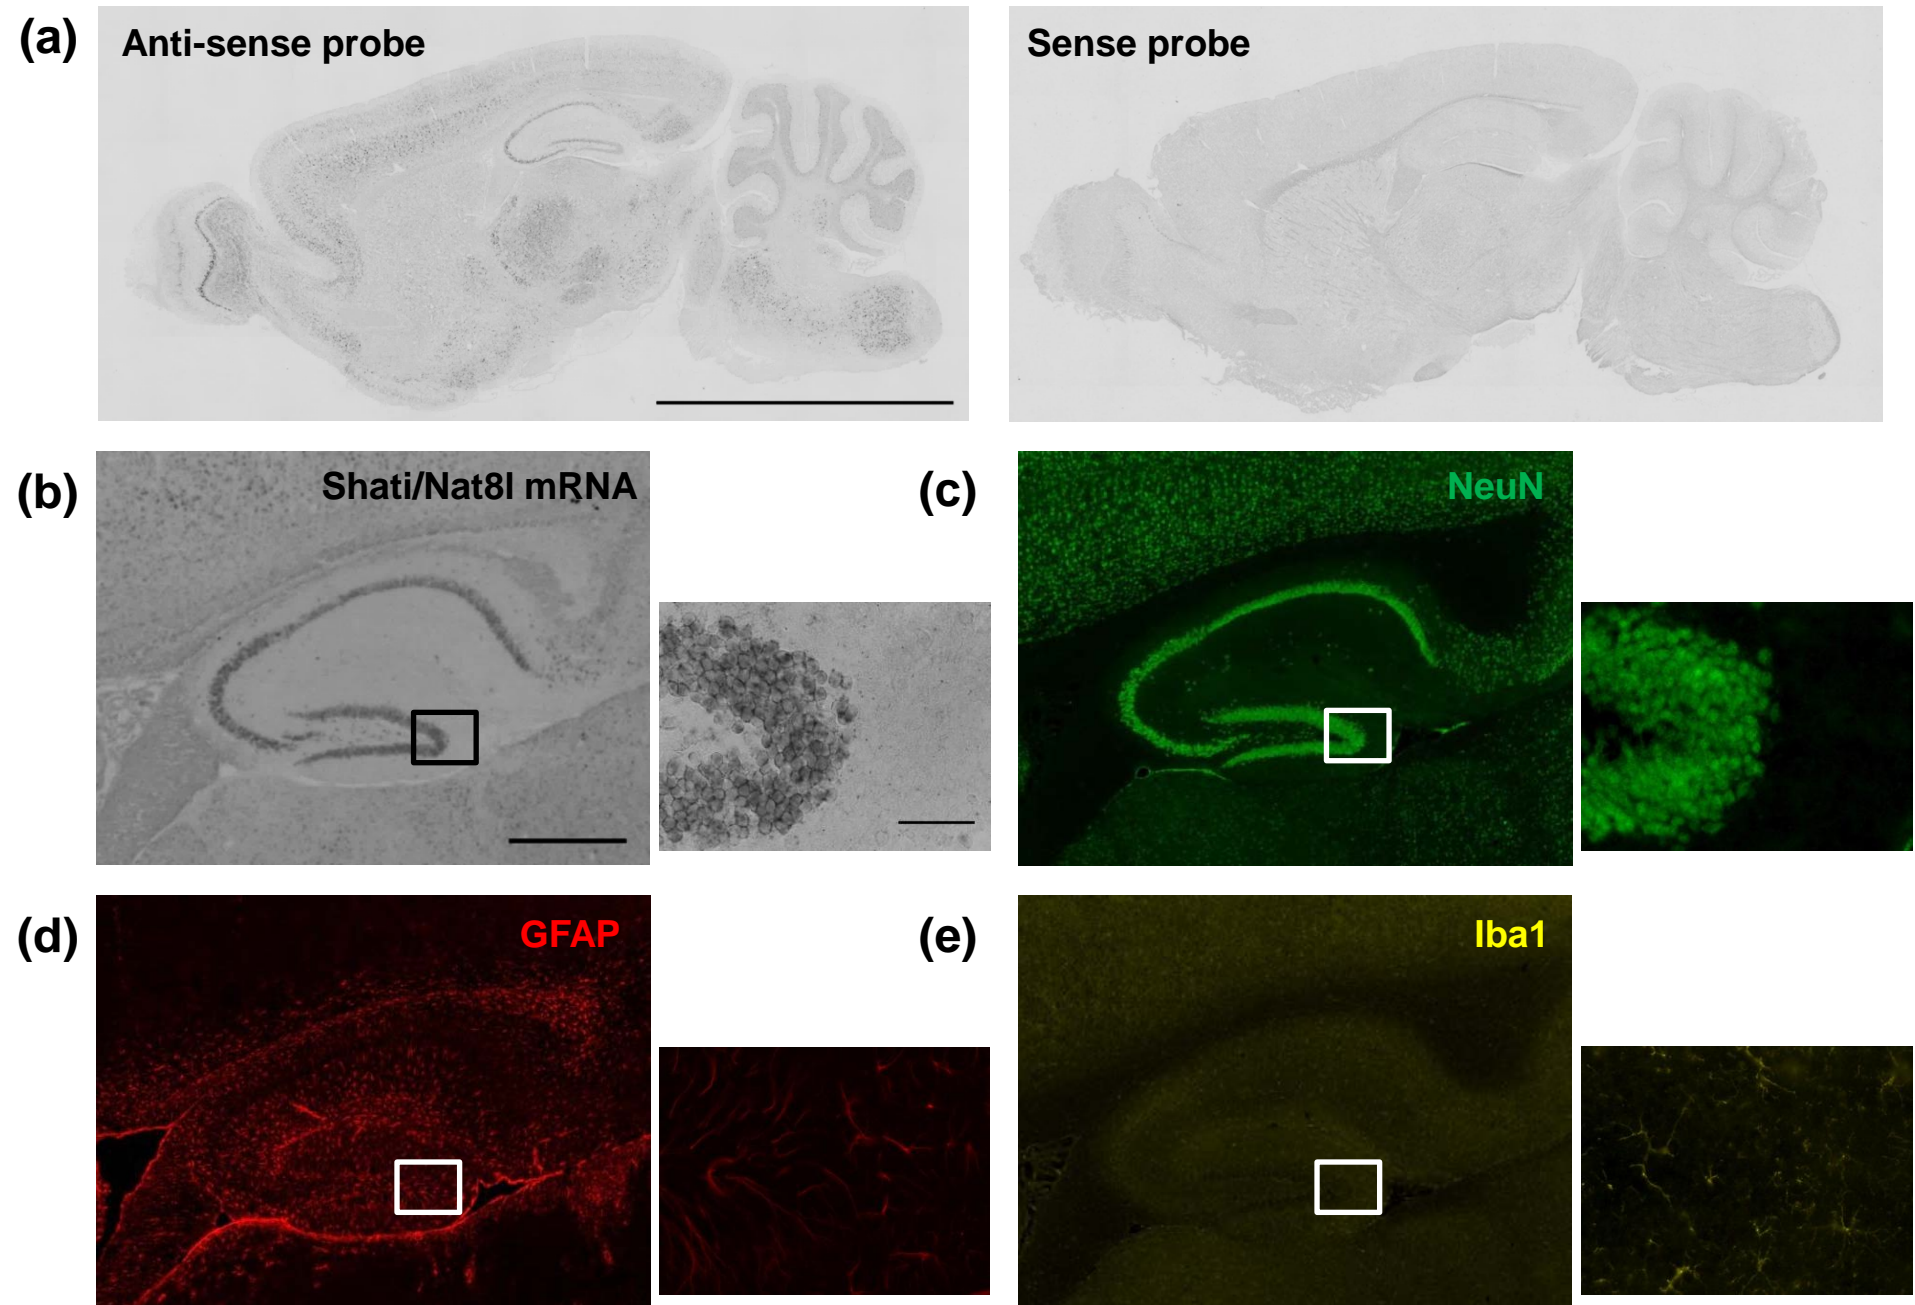 (a)
Anti-sense probe
Sense probe
(b)
Shati/Nat8l mRNA
(c)
NeuN
(d)
GFAP
(e)
Iba1